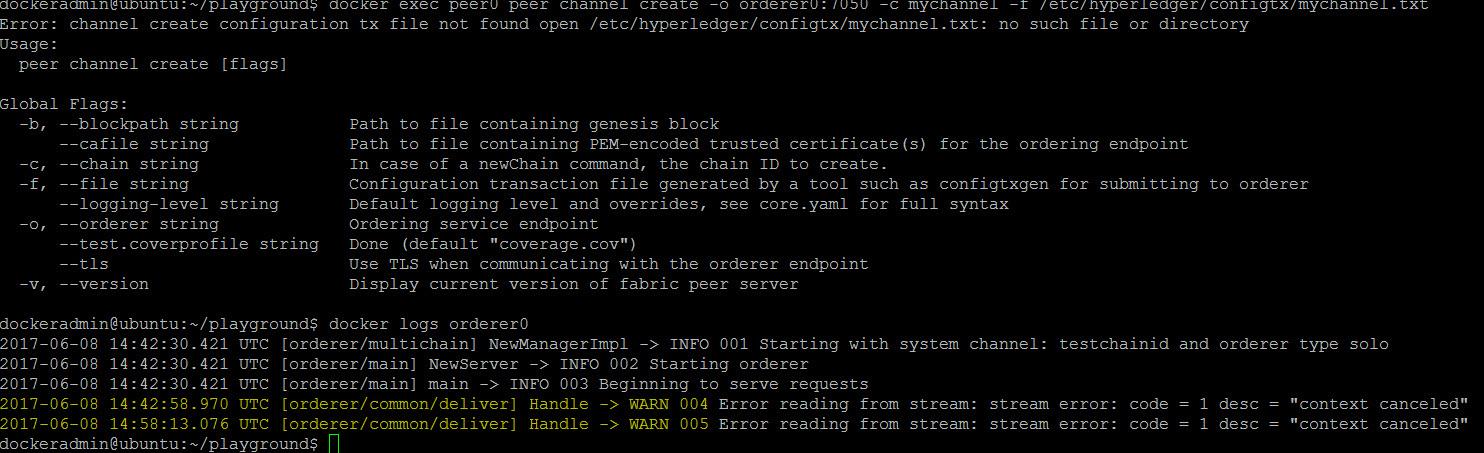 dockeradmin@ubuntu:~/playground$ docker exec peer0 peer channel create -o orderer0:7050 -c mychannel -f /etc/hyperledger/configtx/mychannel.txt
Error: channel create configuration tx file not found open /etc/hyperledger/configtx/mychannel.txt: no such file or directory
Usage:
  peer channel create [flags]

Global Flags:
  -b, --blockpath string           Path to file containing genesis block
      --cafile string              Path to file containing PEM-encoded trusted certificate(s) for the ordering endpoint
  -c, --chain string               In case of a newChain command, the chain ID to create.
  -f, --file string                Configuration transaction file generated by a tool such as configtxgen for submitting to orderer
      --logging-level string       Default logging level and overrides, see core.yaml for full syntax
  -o, --orderer string             Ordering service endpoint
      --test.coverprofile string   Done (default "coverage.cov")
      --tls                        Use TLS when communicating with the orderer endpoint
  -v, --version                    Display current version of fabric peer server

dockeradmin@ubuntu:~/playground$ docker logs orderer0
2017-06-08 14:42:30.421 UTC [orderer/multichain] NewManagerImpl -> INFO 001 Starting with system channel: testchainid and orderer type solo
2017-06-08 14:42:30.421 UTC [orderer/main] NewServer -> INFO 002 Starting orderer
2017-06-08 14:42:30.421 UTC [orderer/main] main -> INFO 003 Beginning to serve requests
2017-06-08 14:42:58.970 UTC [orderer/common/deliver] Handle -> WARN 004 Error reading from stream: stream error: code = 1 desc = "context canceled"
2017-06-08 14:58:13.076 UTC [orderer/common/deliver] Handle -> WARN 005 Error reading from stream: stream error: code = 1 desc = "context canceled"
dockeradmin@ubuntu:~/playground$